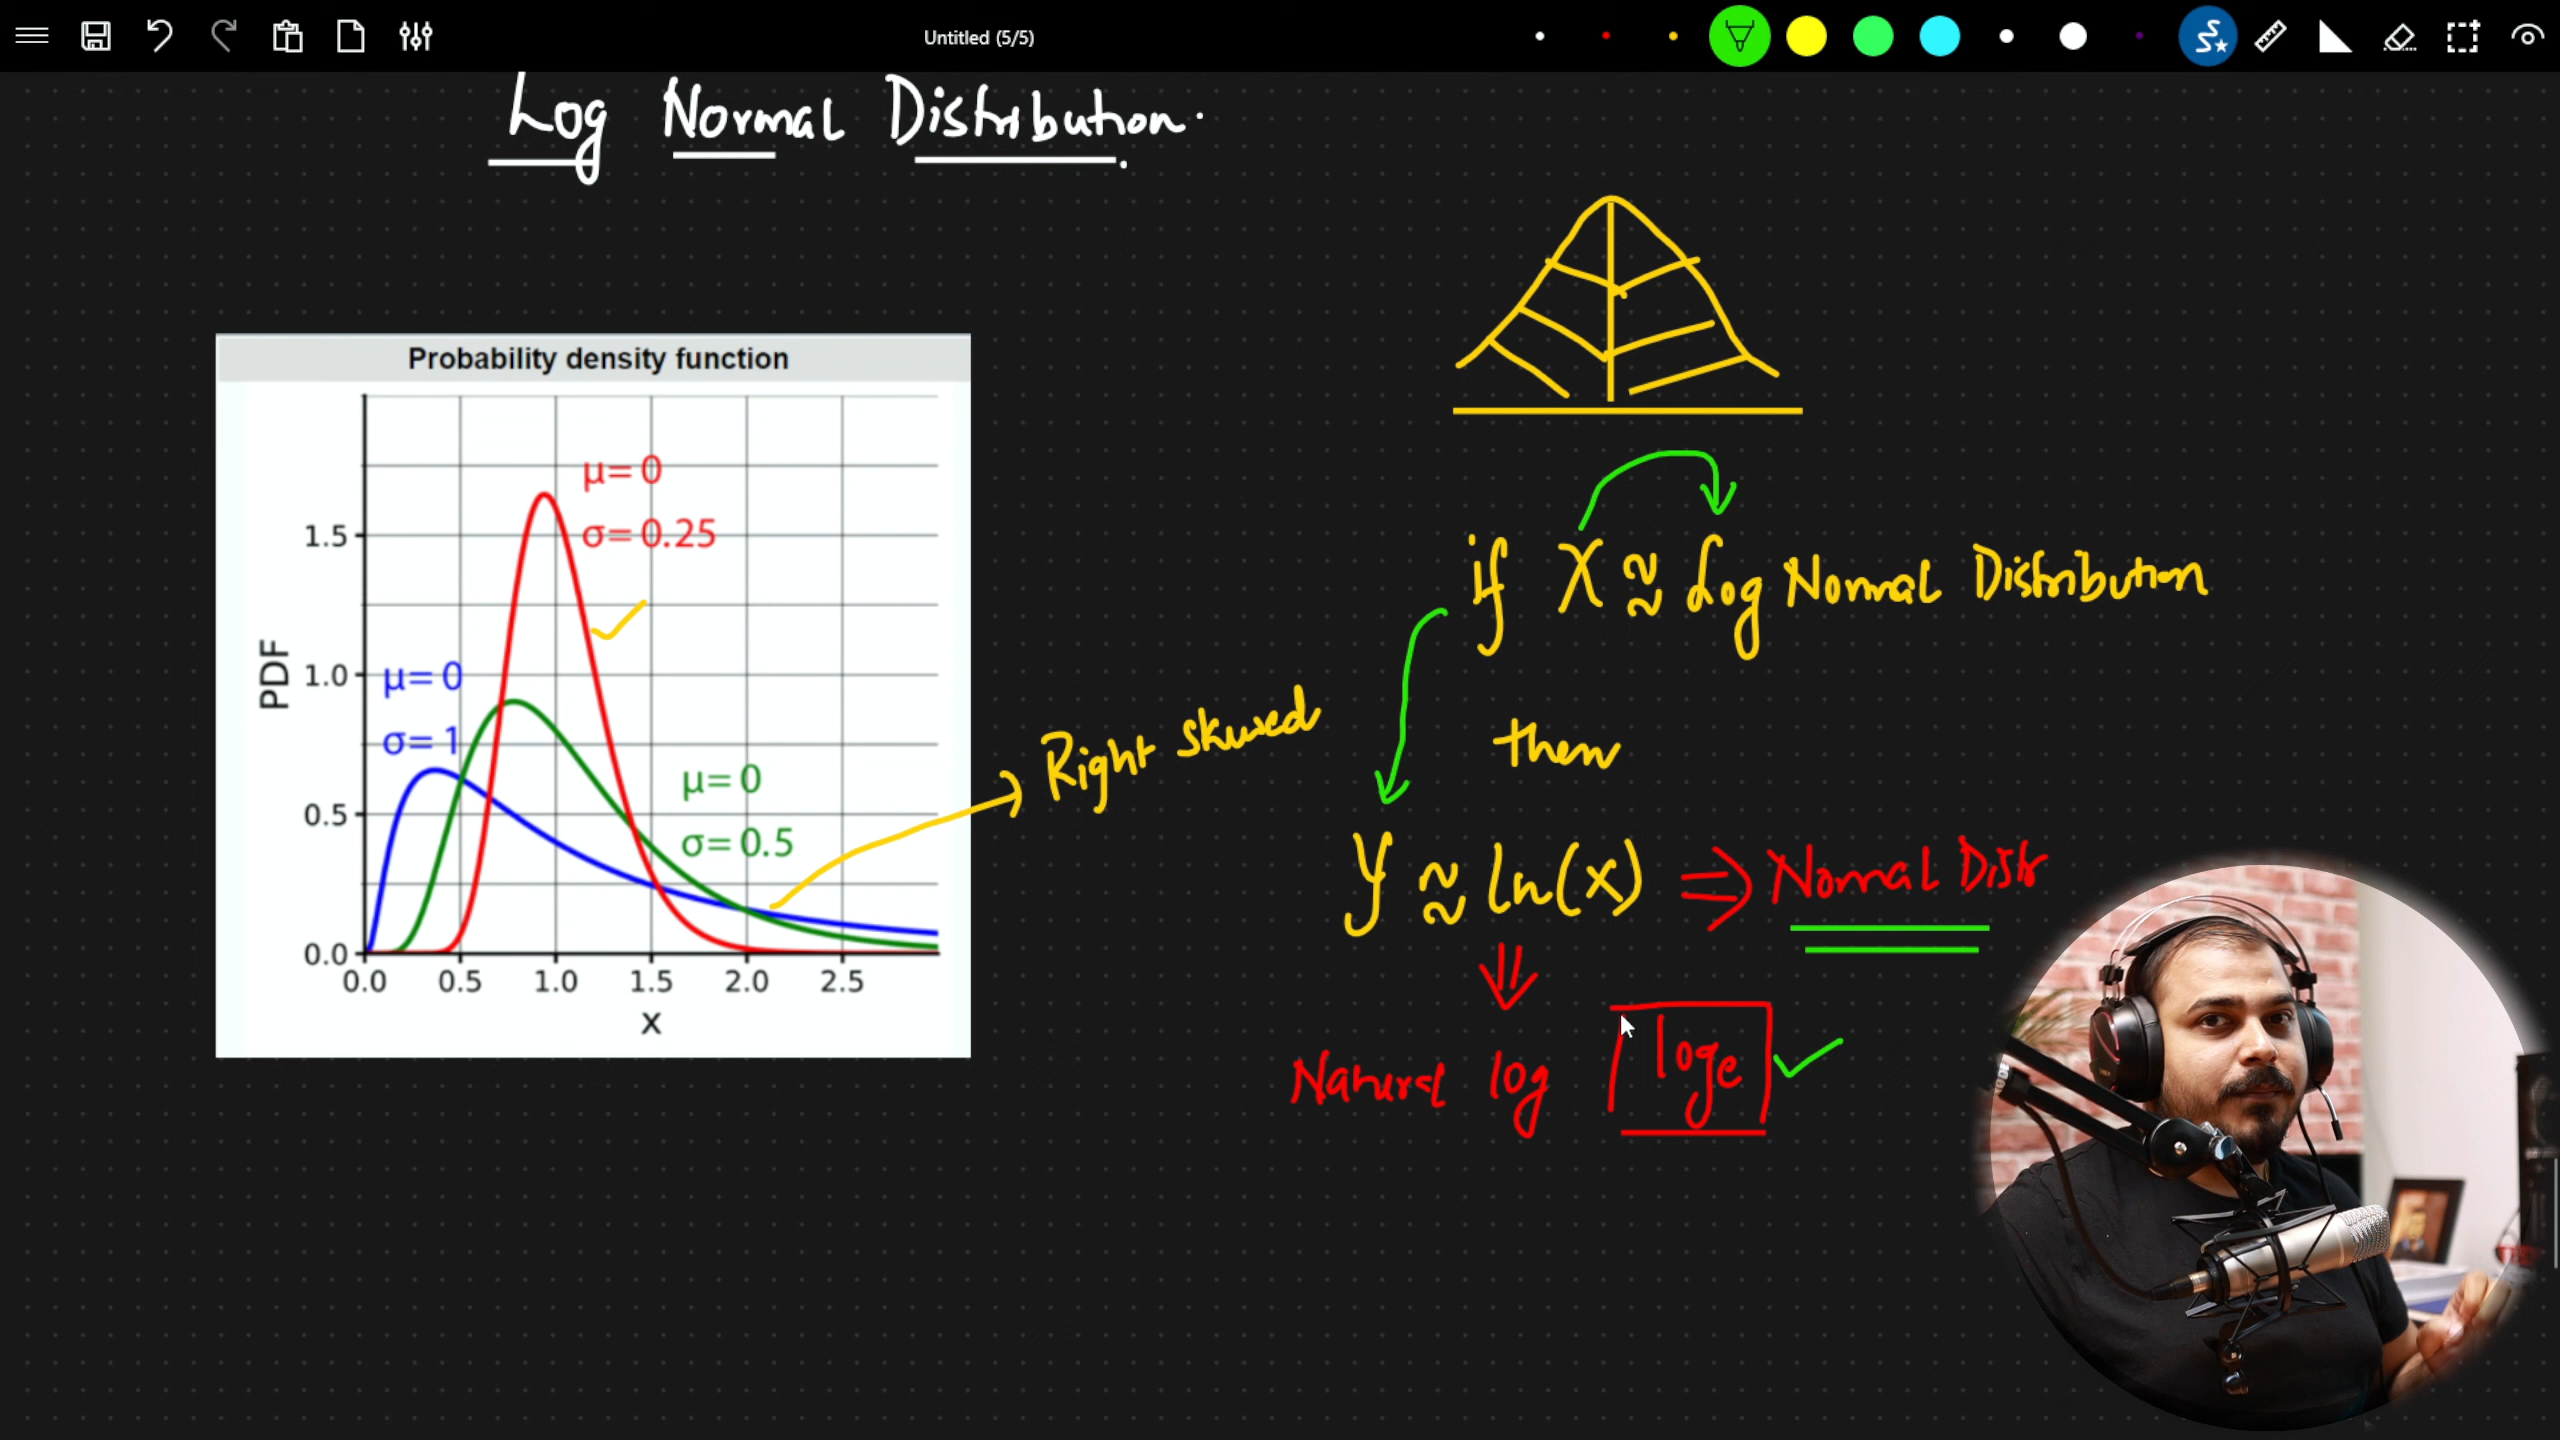 Untitled (5/5)
Log Normal Distribution.
Probability density function
μ=0
σ=0.25
μ=0
σ=1
μ=0
σ=0.5
PDF
1.5
1.0
0.5
0.0
0.0 0.5 1.0 1.5 2.0 2.5
x
Right skewed
if X ≈ Log Normal Distribution
then
Y ≈ ln(x) ⇒ Normal Distr
Natural log loge